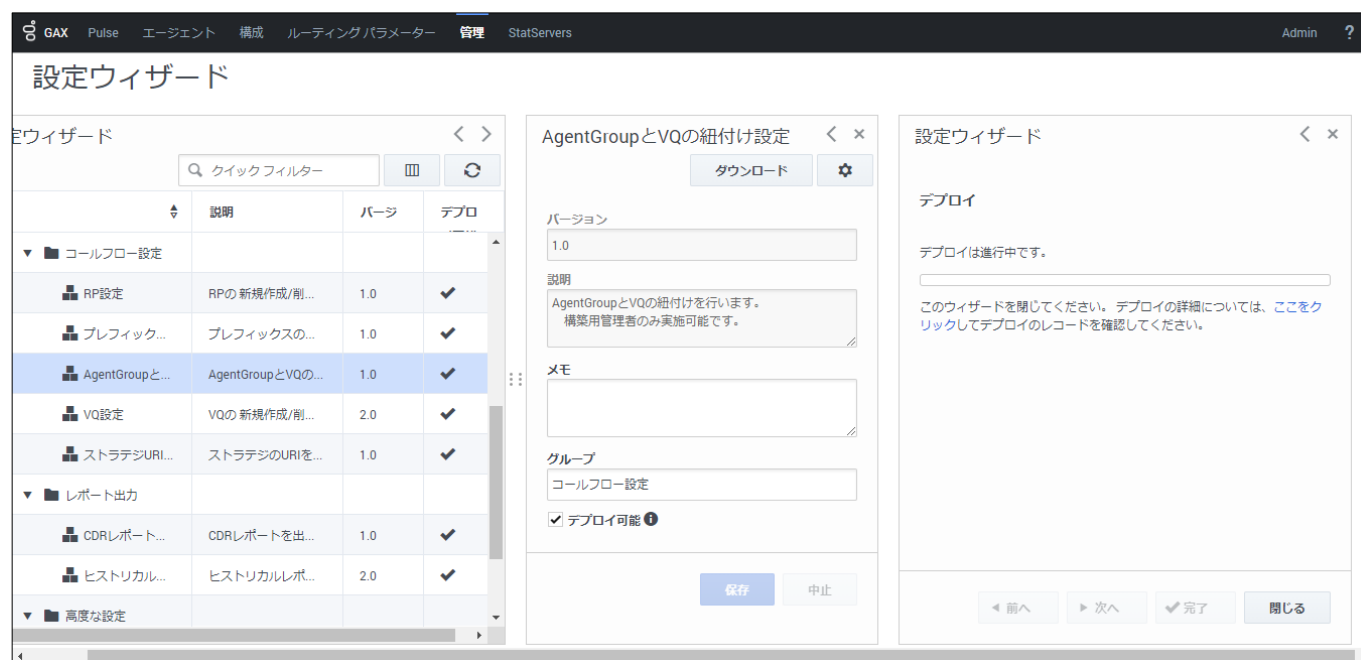 GAX Pulse エージェント 構成 ルーティング パラメーター 管理 StatServers Admin ?
設定ウィザード
定ウィザード
クイック フィルター
説明 バージ デプロ
コールフロー設定
RP設定 RPの 新規作成/削... 1.0
プレフィック... プレフィックスの... 1.0
AgentGroupと... AgentGroupとVQの... 1.0
VQ設定 VQの 新規作成/削... 2.0
ストラテジURI... ストラテジのURIを... 1.0
レポート出力
CDRレポート... CDRレポートを出... 1.0
ヒストリカル... ヒストリカルレポ... 2.0
高度な設定
AgentGroupとVQの紐付け設定
ダウンロード
バージョン
1.0
説明
AgentGroupとVQの紐付けを行います。
構築用管理者のみ実施可能です。
メモ
グループ
コールフロー設定
デプロイ可能
保存 中止
設定ウィザード
デプロイ
デプロイは進行中です。
このウィザードを閉じてください。 デプロイの詳細については、ここをク
リックしてデプロイのレコードを確認してください。
前へ 次へ 完了 閉じる